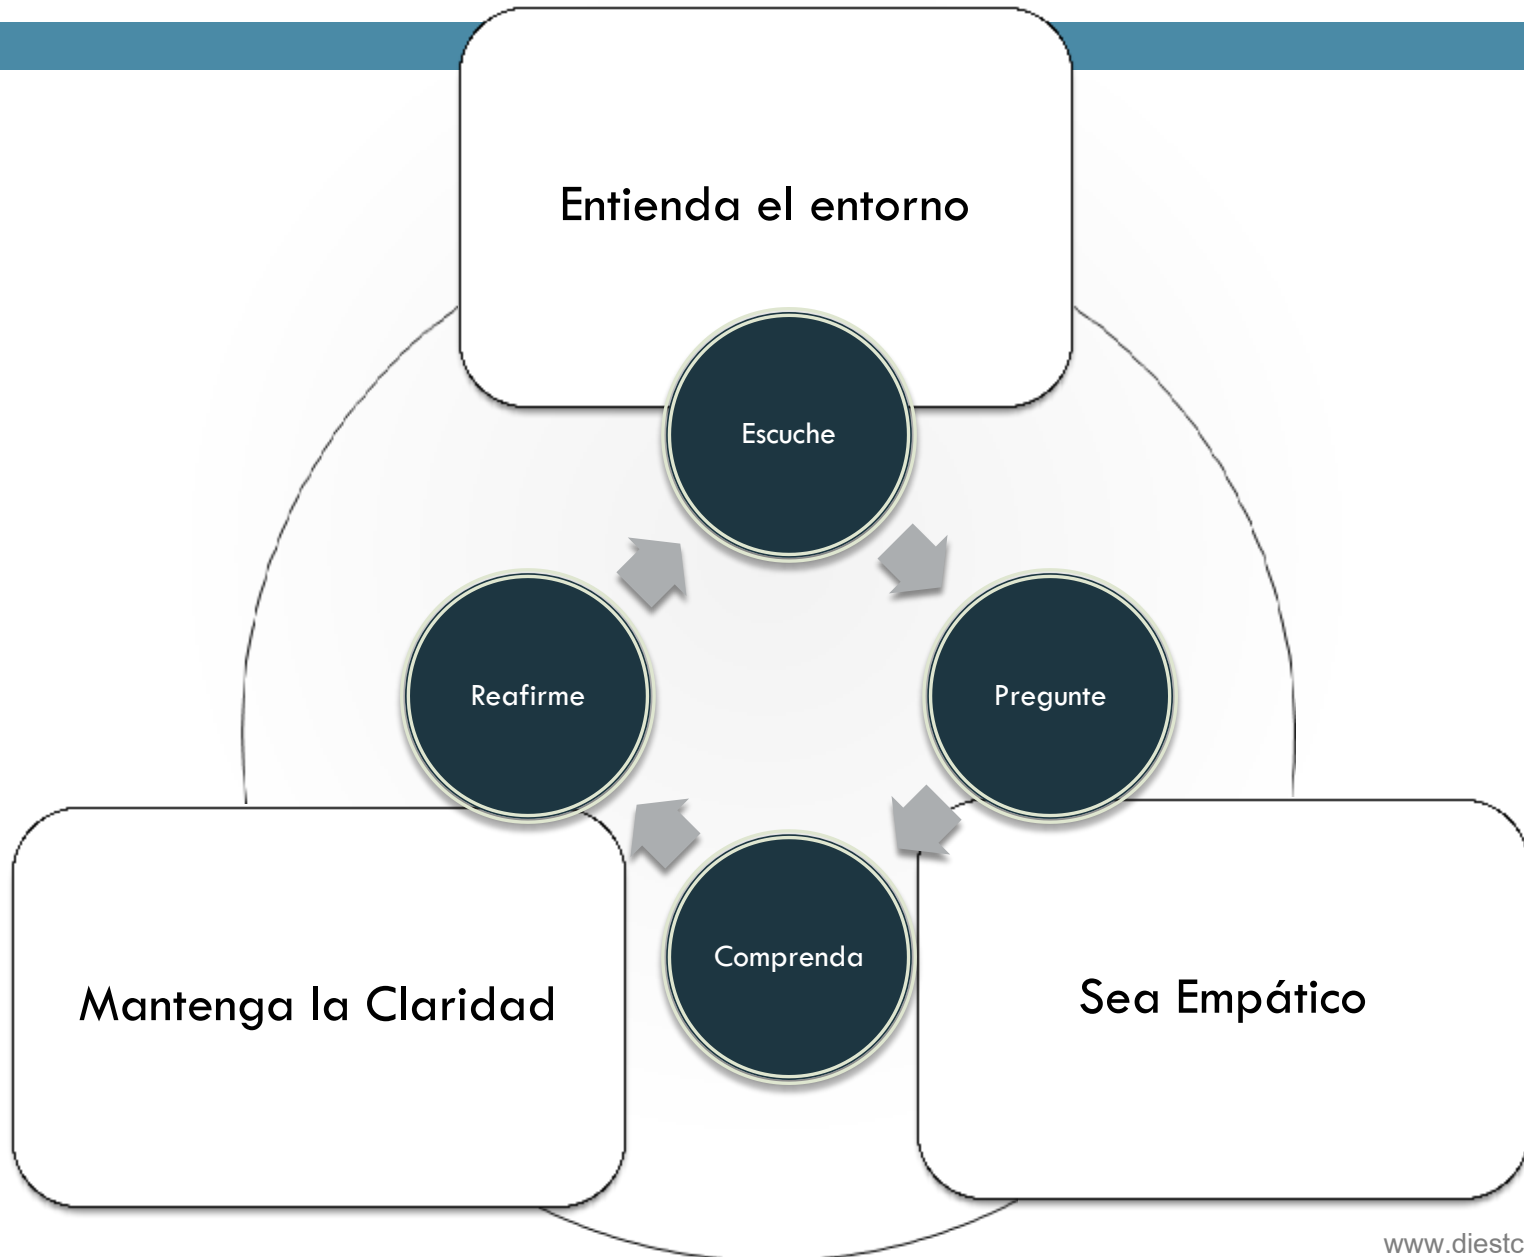 Entienda el entorno
Escuche
Reafirme
Pregunte
Comprenda
Mantenga la Claridad
Sea Empático
www.diestc